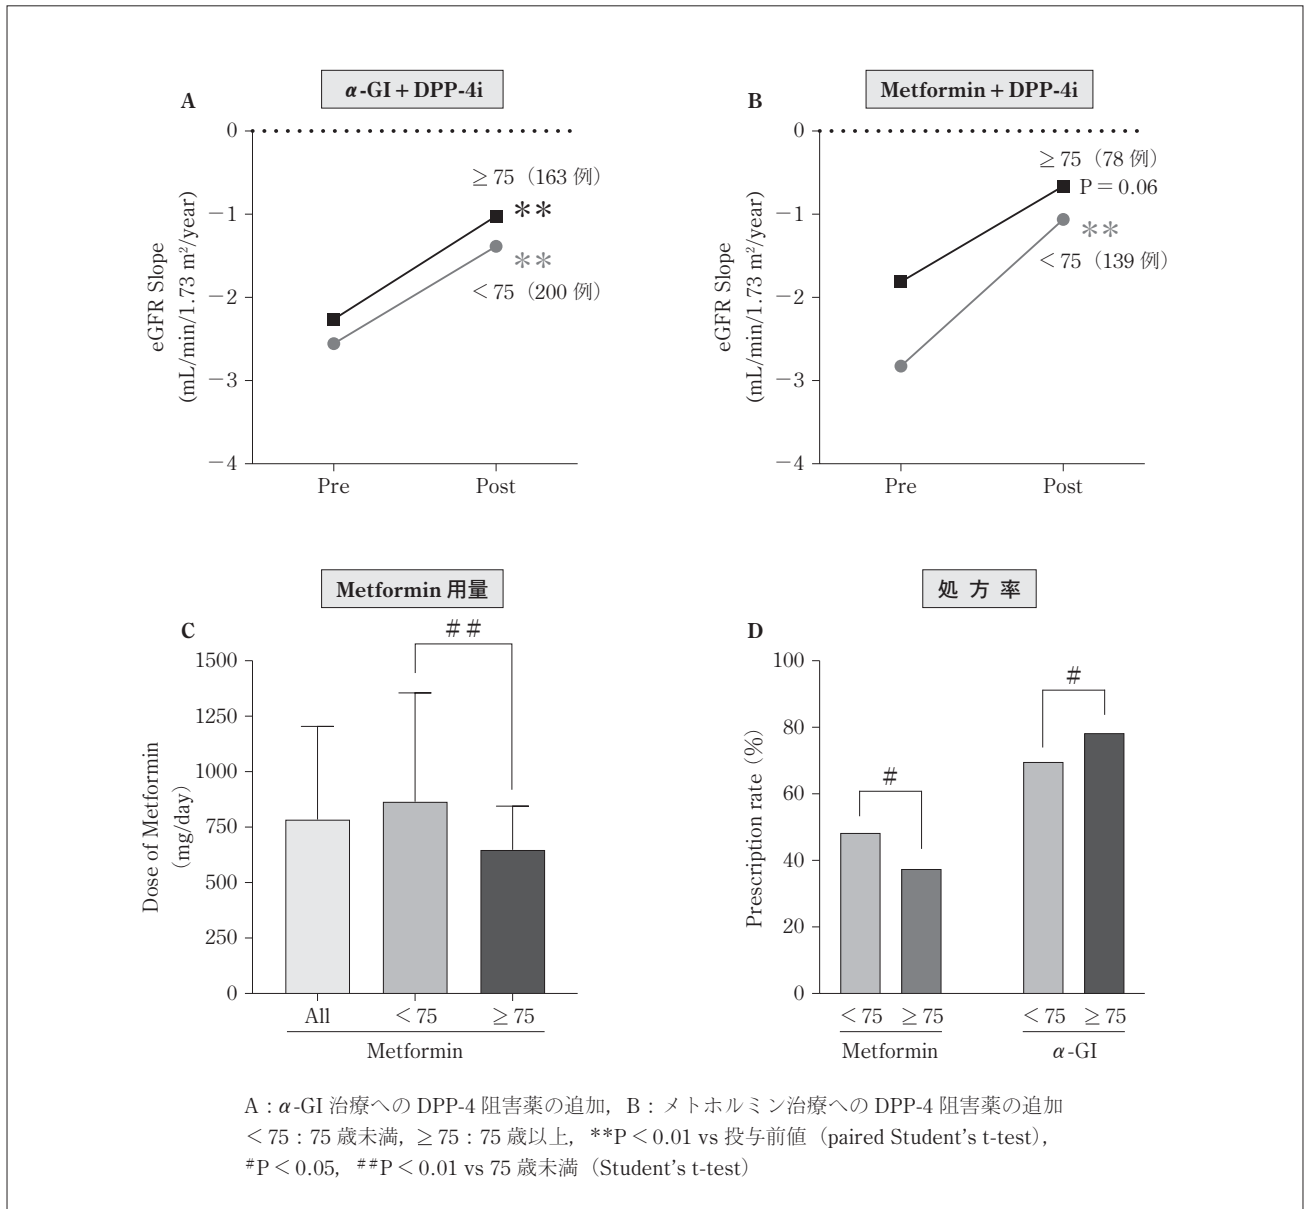 α-GI + DPP-4i
A
0
−1
−2
−3
−4
eGFR Slope
(mL/min/1.73 m²/year)
≥ 75（163 例）
**
**
< 75（200 例）
Pre
Post
Metformin + DPP-4i
B
0
−1
−2
−3
−4
eGFR Slope
(mL/min/1.73 m²/year)
≥ 75（78 例）
P = 0.06
**
< 75（139 例）
Pre
Post
Metformin 用量
C
##
1500
1250
1000
750
500
250
0
Dose of Metformin
(mg/day)
All
< 75
≥ 75
Metformin
処 方 率
D
100
80
60
40
20
0
Prescription rate (%)
#
#
< 75
≥ 75
< 75
≥ 75
Metformin
α-GI
A：α-GI 治療への DPP-4 阻害薬の追加，B：メトホルミン治療への DPP-4 阻害薬の追加
< 75：75 歳未満，≥ 75：75 歳以上，**P < 0.01 vs 投与前値（paired Student's t-test），
#P < 0.05，##P < 0.01 vs 75 歳未満（Student's t-test）